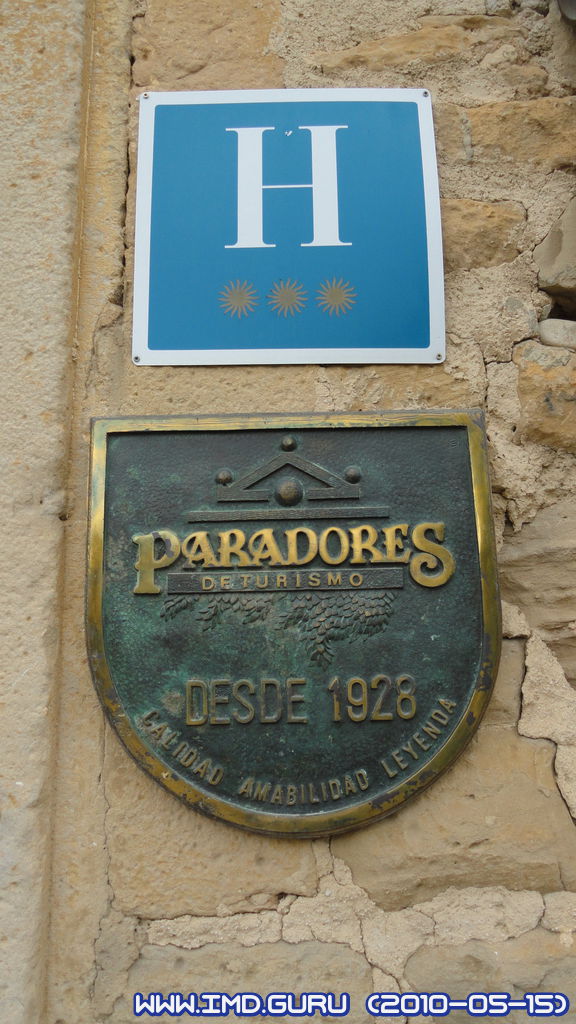 H
PARADORES
DE TURISMO
DESDE 1928
CALIDAD AMABILIDAD LEYENDA
WWW.IMD.GURU (2010-05-15)